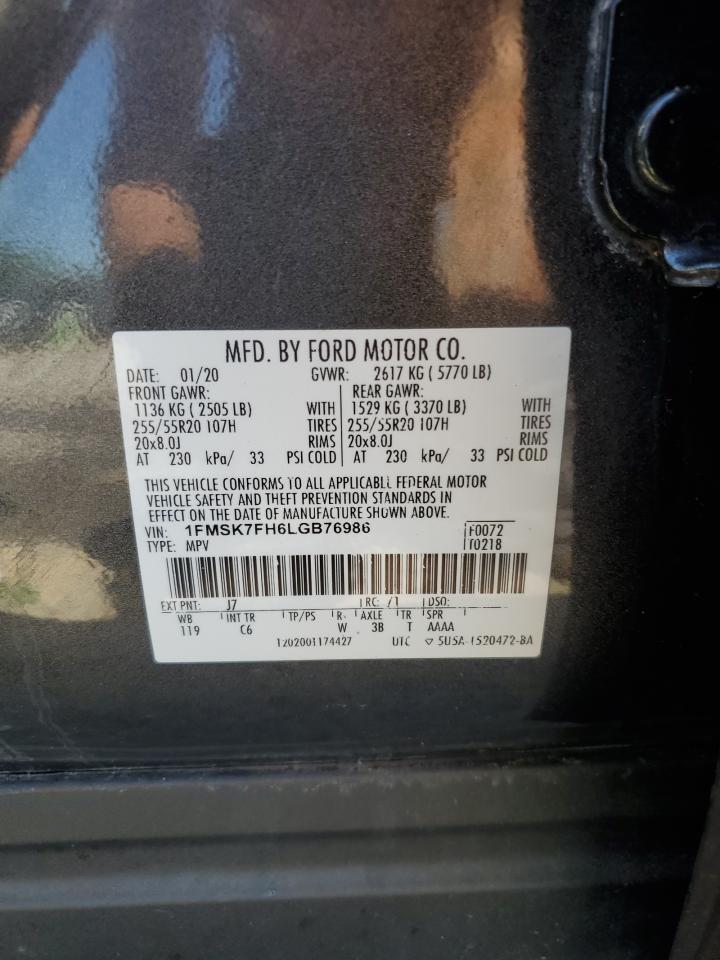 MFD. BY FORD MOTOR CO.
DATE: 01/20 GVWR: 2617 KG ( 5770 LB)
FRONT GAWR: REAR GAWR:
1136 KG ( 2505 LB) WITH 1529 KG ( 3370 LB) WITH
255/55R20 107H TIRES 255/55R20 107H TIRES
20x8.0J RIMS 20x8.0J RIMS
AT 230 kPa/ 33 PSI COLD AT 230 kPa/ 33 PSI COLD
THIS VEHICLE CONFORMS TO ALL APPLICABLE FEDERAL MOTOR
VEHICLE SAFETY AND THEFT PREVENTION STANDARDS IN
EFFECT ON THE DATE OF MANUFACTURE SHOWN ABOVE.
VIN: 1FMSK7FH6LGB76986 F0072
TYPE: MPV T0218
EXT PNT: J7 RC: 71 DSO:
WB INT TR TP/PS R AXLE TR SPR
119 C6 W 3B T AAAA
1202001174427 UTC ▽ 5U5A-1520472-BA